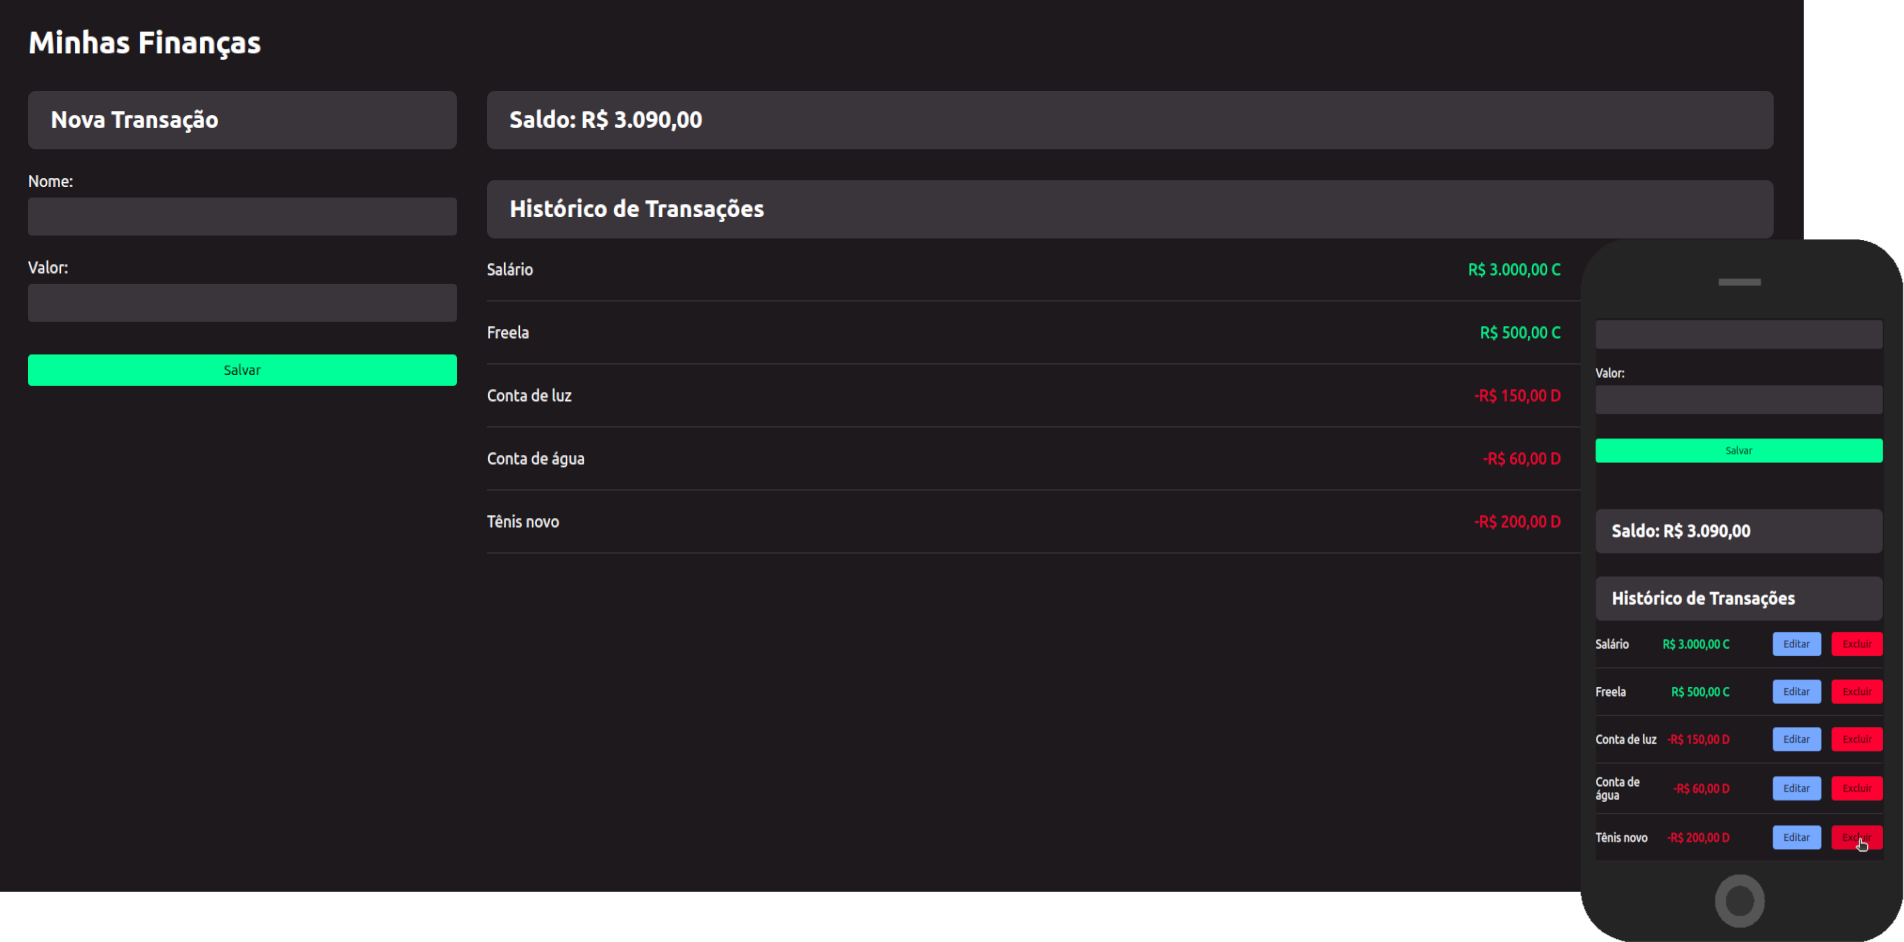 Minhas Finanças
Nova Transação
Nome:
Valor:
Salvar
Saldo: R$ 3.090,00
Histórico de Transações
Salário R$ 3.000,00 C
Freela R$ 500,00 C
Conta de luz -R$ 150,00 D
Conta de água -R$ 60,00 D
Tênis novo -R$ 200,00 D
Valor:
Salvar
Saldo: R$ 3.090,00
Histórico de Transações
Salário R$ 3.000,00 C Editar Excluir
Freela R$ 500,00 C Editar Excluir
Conta de luz -R$ 150,00 D Editar Excluir
Conta de
água -R$ 60,00 D Editar Excluir
Tênis novo -R$ 200,00 D Editar Excluir